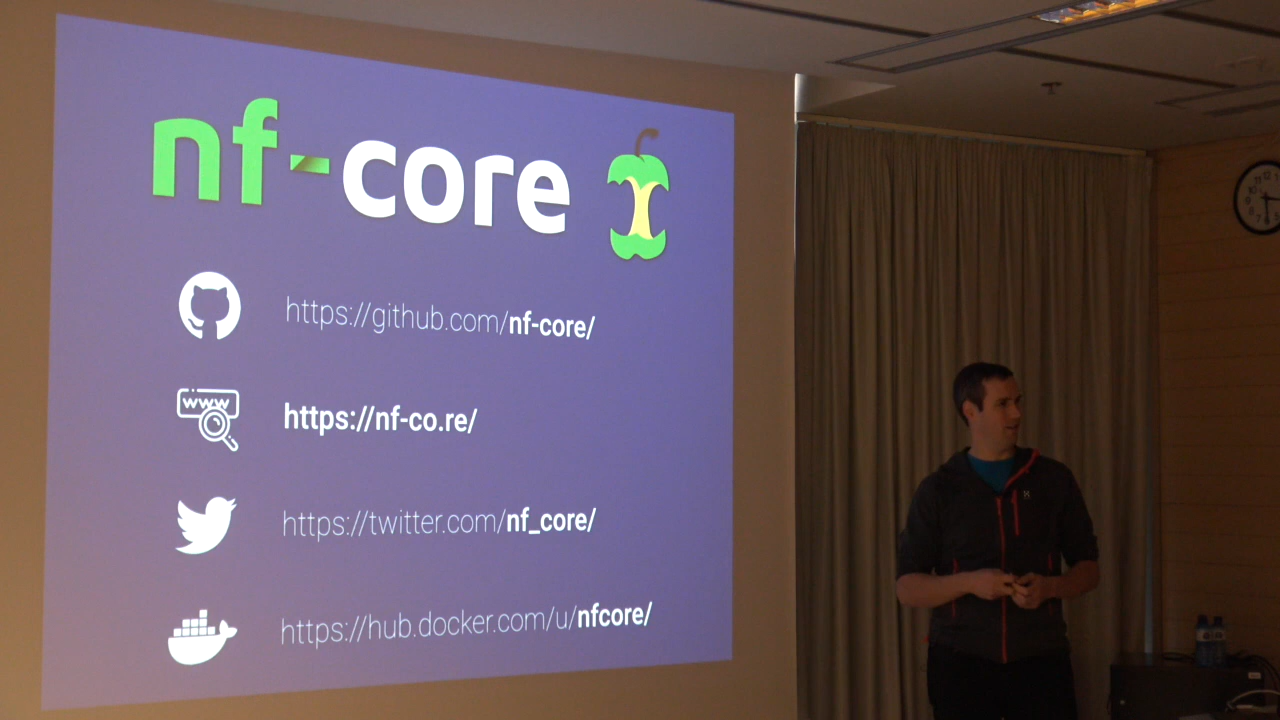 nf-core
https://github.com/nf-core/
www
https://nf-co.re/
https://twitter.com/nf_core/
https://hub.docker.com/u/nfcore/